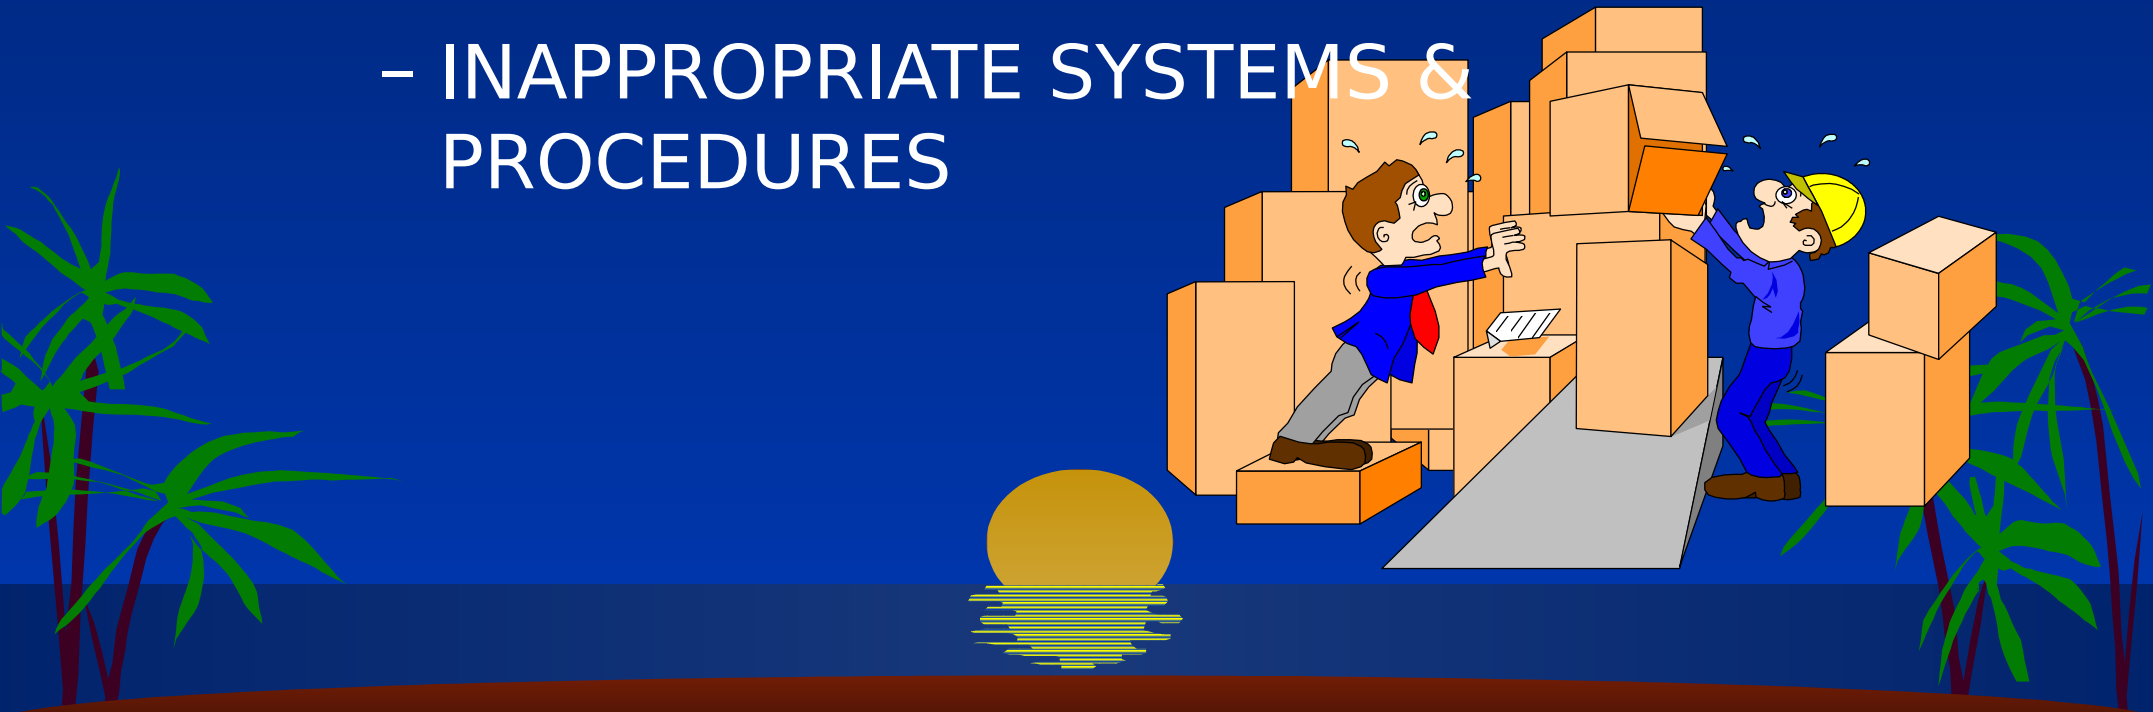 – INAPPROPRIATE SYSTEMS &
PROCEDURES